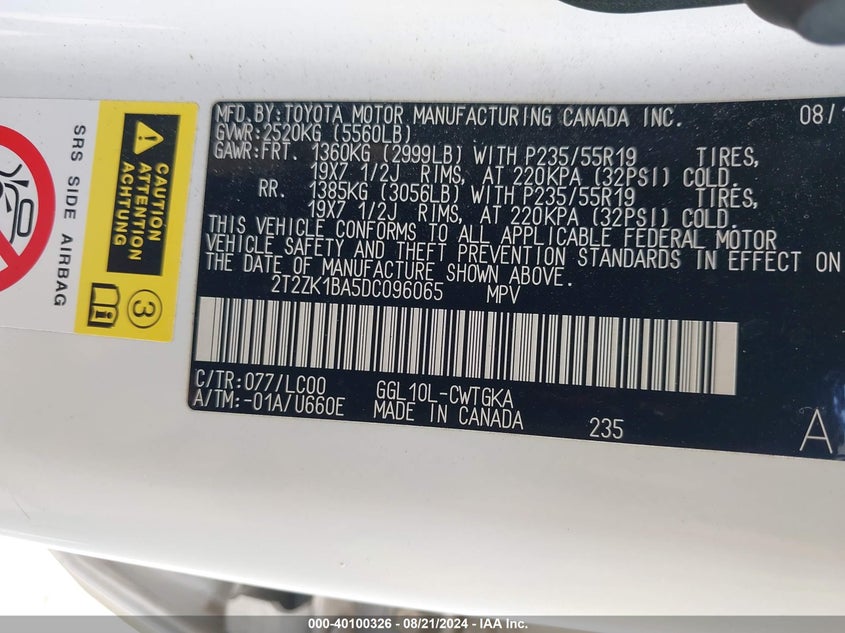 MFD.BY:TOYOTA MOTOR MANUFACTURING CANADA INC. 08/1
GVWR:2520KG (5560LB)
GAWR:FRT. 1360KG (2999LB) WITH P235/55R19 TIRES,
19X7 1/2J RIMS, AT 220KPA (32PSI) COLD.
RR. 1385KG (3056LB) WITH P235/55R19 TIRES,
19X7 1/2J RIMS, AT 220KPA (32PSI) COLD.
THIS VEHICLE CONFORMS TO ALL APPLICABLE FEDERAL MOTOR
VEHICLE SAFETY AND THEFT PREVENTION STANDARDS IN EFFECT ON
THE DATE OF MANUFACTURE SHOWN ABOVE.
2T2ZK1BA5DC096065 MPV
C/TR:077/LC00 GGL10L-CWTGKA
A/TM:-01A/U660E MADE IN CANADA 235 A
SRS SIDE AIRBAG
CAUTION
ATTENTION
ACHTUNG
3
000-40100326 - 08/21/2024 - IAA Inc.